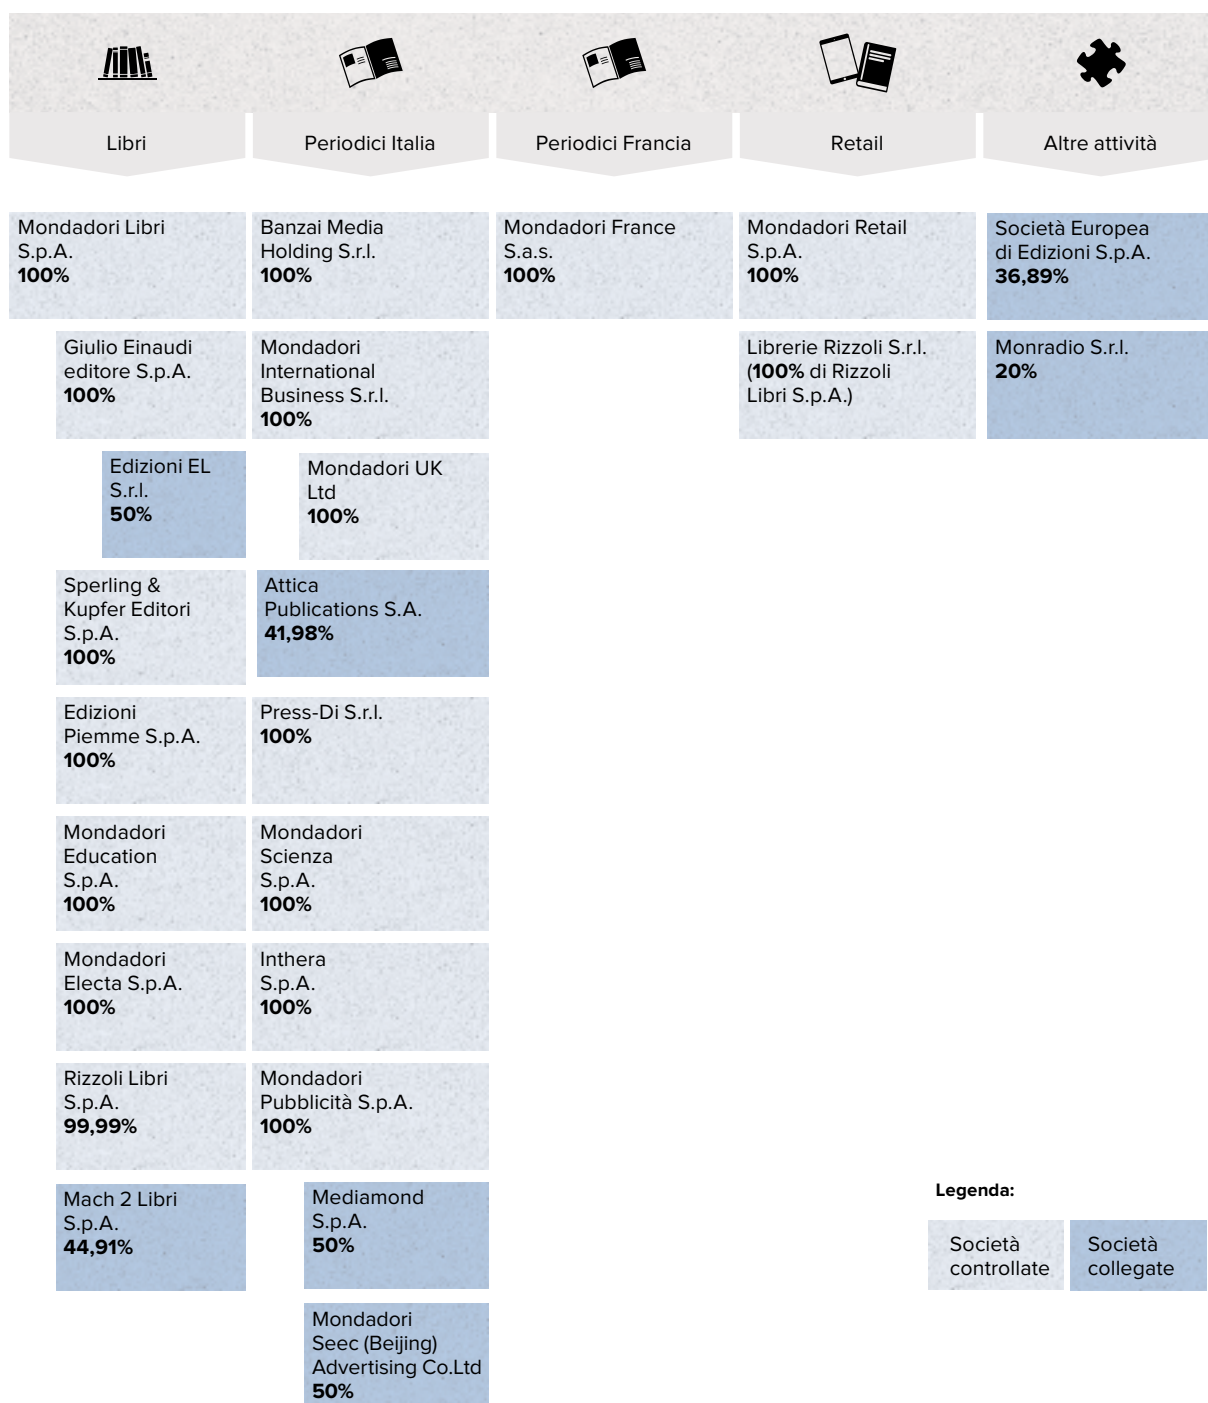 Libri
Periodici Italia
Periodici Francia
Retail
Altre attività
Mondadori Libri
S.p.A.
100%
Giulio Einaudi
editore S.p.A.
100%
Edizioni EL
S.r.l.
50%
Sperling &
Kupfer Editori
S.p.A.
100%
Edizioni
Piemme S.p.A.
100%
Mondadori
Education
S.p.A.
100%
Mondadori
Electa S.p.A.
100%
Rizzoli Libri
S.p.A.
99,99%
Mach 2 Libri
S.p.A.
44,91%
Banzai Media
Holding S.r.l.
100%
Mondadori
International
Business S.r.l.
100%
Mondadori UK
Ltd
100%
Attica
Publications S.A.
41,98%
Press-Di S.r.l.
100%
Mondadori
Scienza
S.p.A.
100%
Inthera
S.p.A.
100%
Mondadori
Pubblicità S.p.A.
100%
Mediamond
S.p.A.
50%
Mondadori
Seec (Beijing)
Advertising Co.Ltd
50%
Mondadori France
S.a.s.
100%
Mondadori Retail
S.p.A.
100%
Librerie Rizzoli S.r.l.
(100% di Rizzoli
Libri S.p.A.)
Società Europea
di Edizioni S.p.A.
36,89%
Monradio S.r.l.
20%
Legenda:
Società
controllate
Società
collegate